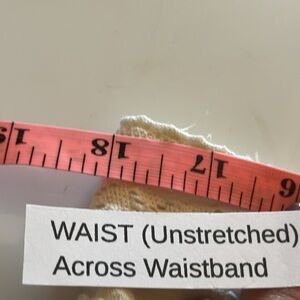 19 18 17 16
WAIST (Unstretched)
Across Waistband